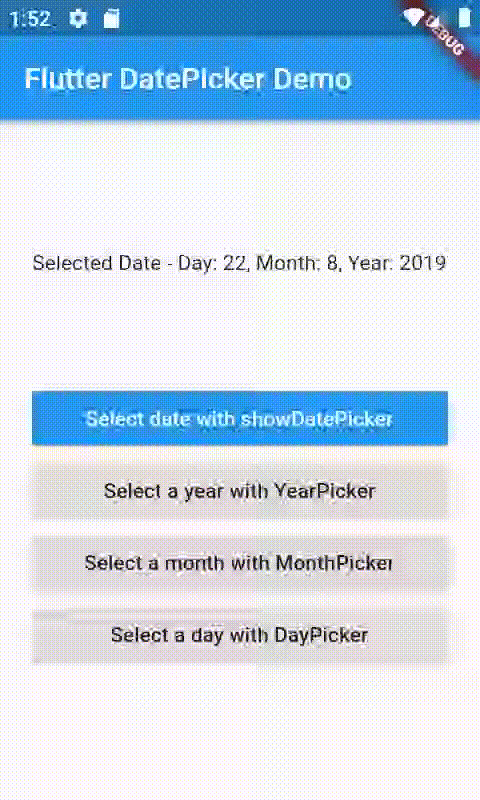 1:52
DEBUG
Flutter DatePicker Demo
Selected Date - Day: 22, Month: 8, Year: 2019
Select date with showDatePicker
Select a year with YearPicker
Select a month with MonthPicker
Select a day with DayPicker